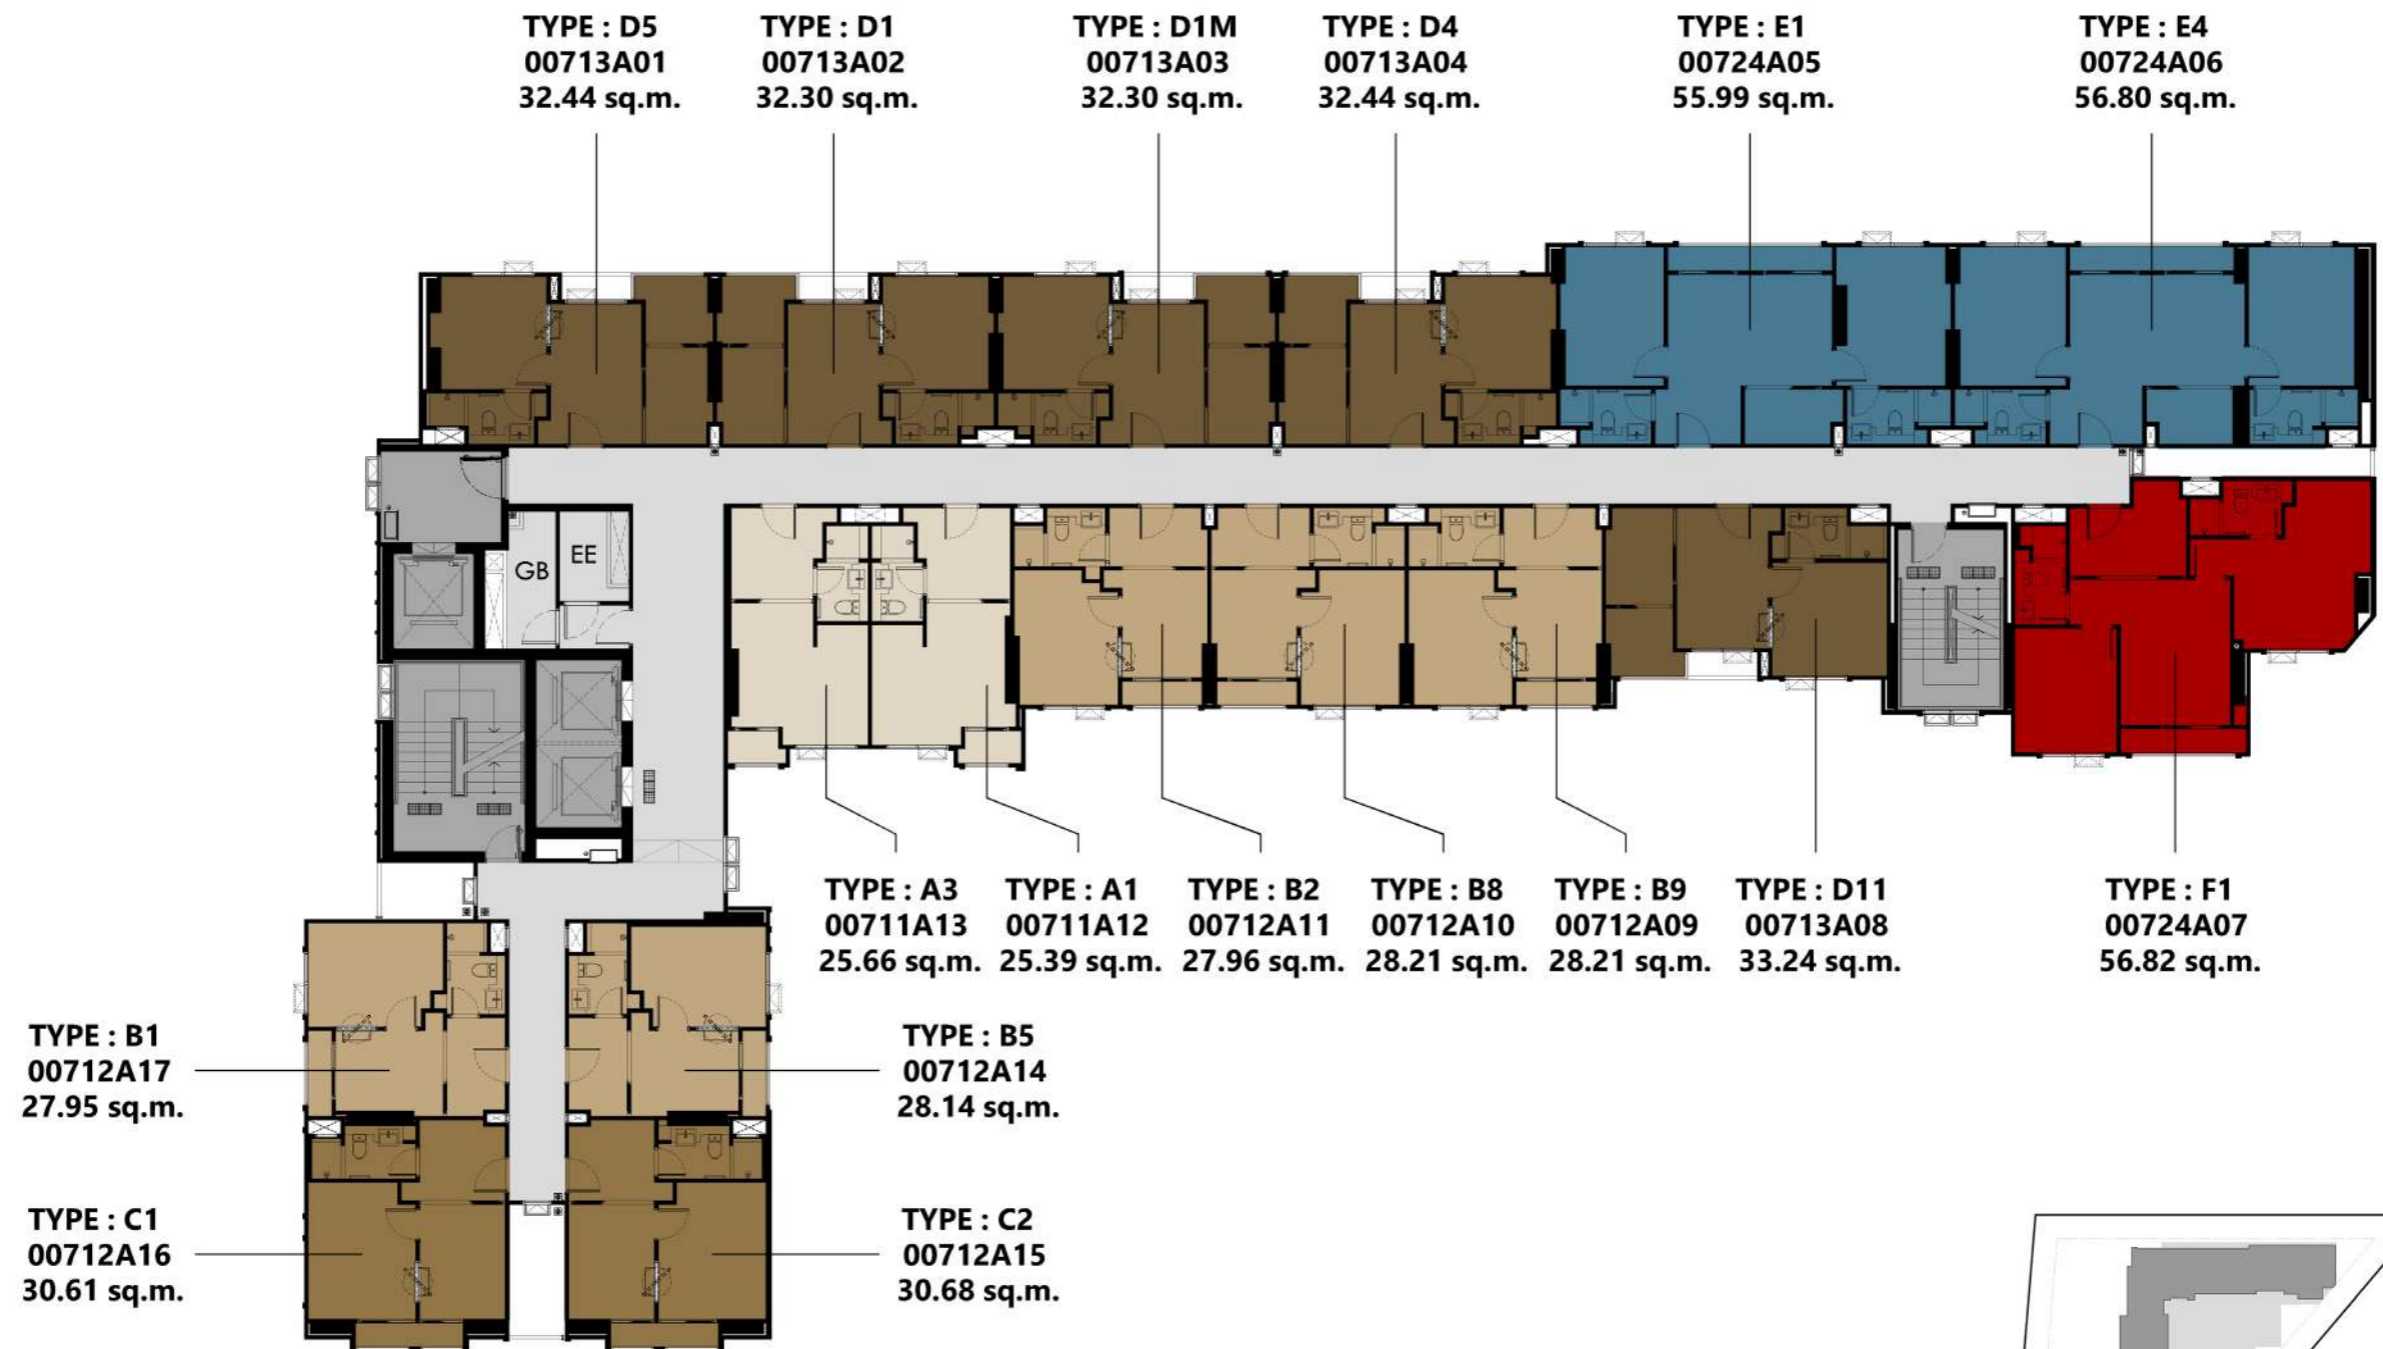 TYPE : D5
00713A01
32.44 sq.m.
TYPE : D1
00713A02
32.30 sq.m.
TYPE : D1M
00713A03
32.30 sq.m.
TYPE : D4
00713A04
32.44 sq.m.
TYPE : E1
00724A05
55.99 sq.m.
TYPE : E4
00724A06
56.80 sq.m.
GB
EE
TYPE : A3
00711A13
25.66 sq.m.
TYPE : A1
00711A12
25.39 sq.m.
TYPE : B2
00712A11
27.96 sq.m.
TYPE : B8
00712A10
28.21 sq.m.
TYPE : B9
00712A09
28.21 sq.m.
TYPE : D11
00713A08
33.24 sq.m.
TYPE : F1
00724A07
56.82 sq.m.
TYPE : B1
00712A17
27.95 sq.m.
TYPE : B5
00712A14
28.14 sq.m.
TYPE : C1
00712A16
30.61 sq.m.
TYPE : C2
00712A15
30.68 sq.m.